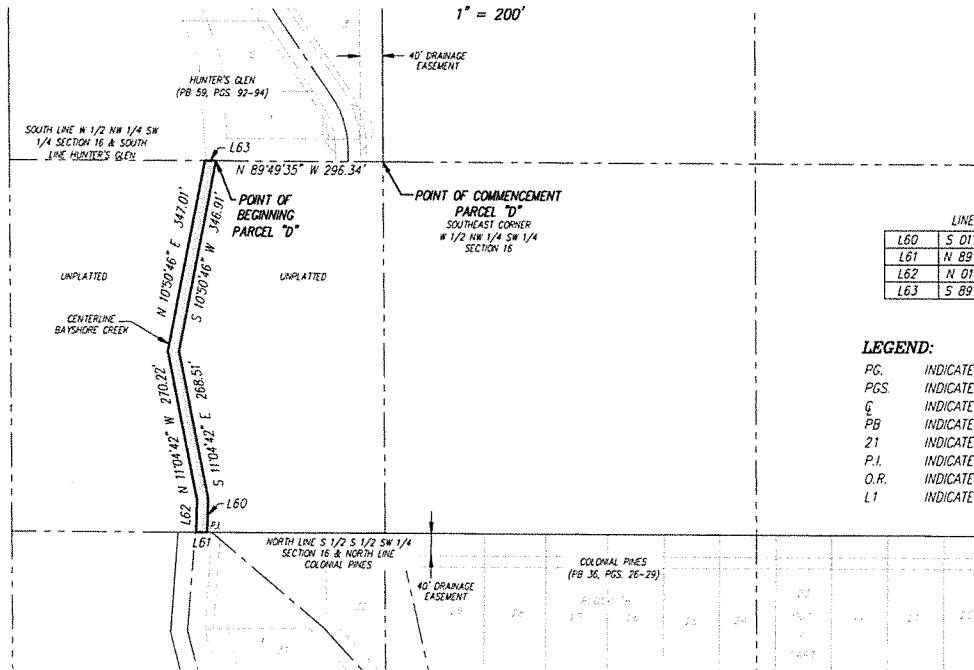 1" = 200'
40' DRAINAGE
EASEMENT
HUNTER'S GLEN
(PB 59, PGS. 92-94)
SOUTH LINE W 1/2 NW 1/4 SW
1/4 SECTION 16 & SOUTH
LINE HUNTER'S GLEN
L63
N 89°49'35" W 296.34'
POINT OF
BEGINNING
PARCEL "D"
POINT OF COMMENCEMENT
PARCEL "D"
SOUTHEAST CORNER
W 1/2 NW 1/4 SW 1/4
SECTION 16
N 10°50'46" E 347.01'
S 10°50'46" W 346.91'
UNPLATTED
UNPLATTED
CENTERLINE
BAYSHORE CREEK
N 11°04'42" W 270.22'
S 11°04'42" E 268.51'
L62
L60
P.I.
L61
NORTH LINE S 1/2 S 1/2 SW 1/4
SECTION 16 & NORTH LINE
COLONIAL PINES
40' DRAINAGE
EASEMENT
COLONIAL PINES
(PB 36, PGS. 26-29)
LINE
L60 S 01
L61 N 89
L62 N 01
L63 S 89
LEGEND:
PG. INDICATE
PGS. INDICATE
℄ INDICATE
PB INDICATE
21 INDICATE
P.I. INDICATE
O.R. INDICATE
L1 INDICATE